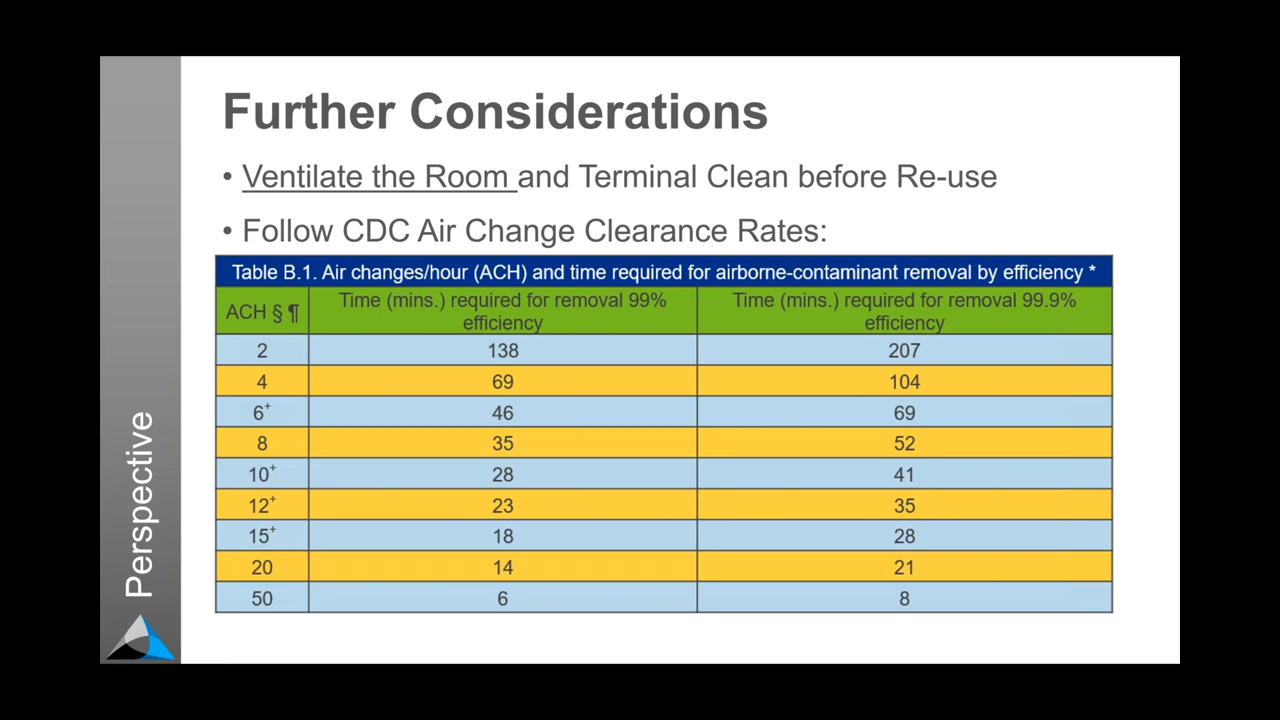 Further Considerations
• Ventilate the Room and Terminal Clean before Re-use
• Follow CDC Air Change Clearance Rates:
Table B.1. Air changes/hour (ACH) and time required for airborne-contaminant removal by efficiency *
ACH § ¶ Time (mins.) required for removal 99% efficiency Time (mins.) required for removal 99.9% efficiency
2 138 207
4 69 104
6+ 46 69
8 35 52
10+ 28 41
12+ 23 35
15+ 18 28
20 14 21
50 6 8
Perspective